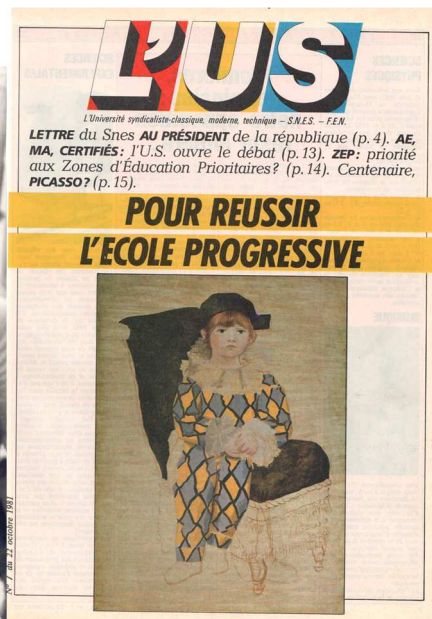 L'US
L'Université syndicaliste-classique, moderne, technique – S.N.E.S. – F.E.N.
LETTRE du Snes AU PRÉSIDENT de la république (p. 4). AE,
MA, CERTIFIÉS: l'U.S. ouvre le débat (p. 13). ZEP: priorité
aux Zones d'Éducation Prioritaires? (p. 14). Centenaire,
PICASSO? (p. 15).
POUR REUSSIR
L'ECOLE PROGRESSIVE
du 22 octobre 1981